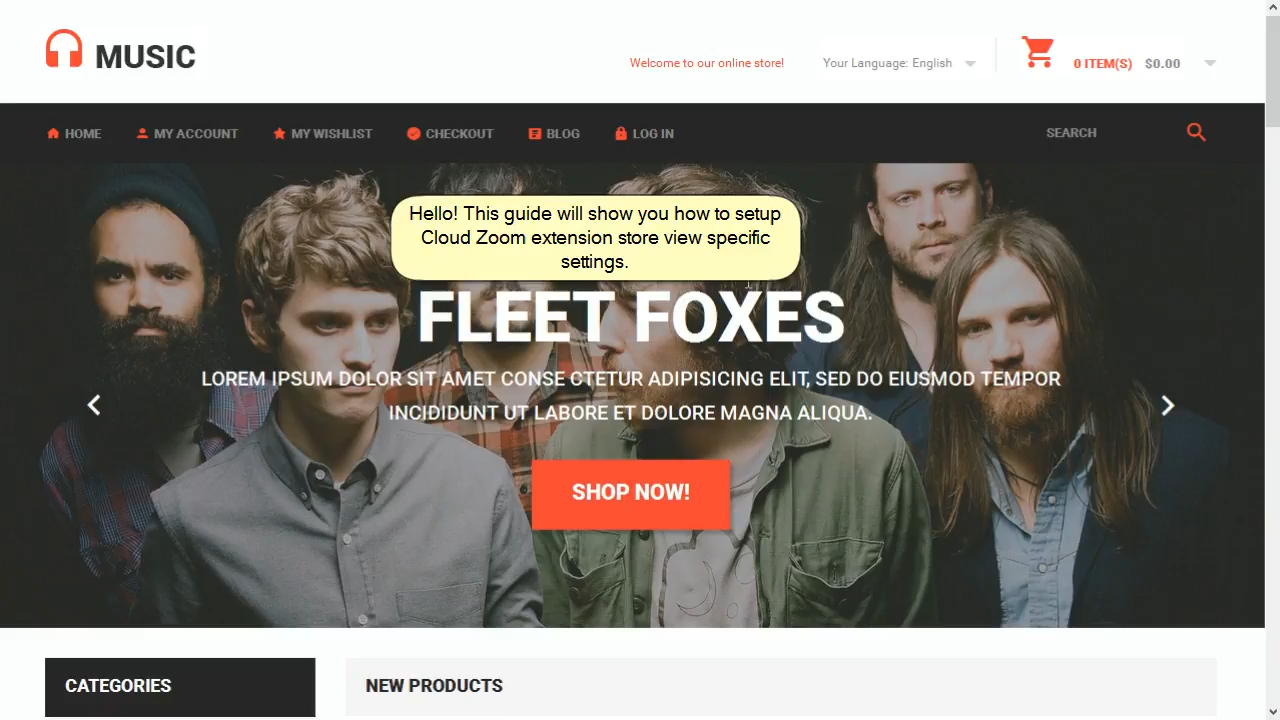 MUSIC
Welcome to our online store!
Your Language: English
0 ITEM(S) $0.00
HOME MY ACCOUNT MY WISHLIST CHECKOUT BLOG LOG IN SEARCH
Hello! This guide will show you how to setup
Cloud Zoom extension store view specific
settings.
FLEET FOXES
LOREM IPSUM DOLOR SIT AMET CONSE CTETUR ADIPISICING ELIT, SED DO EIUSMOD TEMPOR
INCIDIDUNT UT LABORE ET DOLORE MAGNA ALIQUA.
SHOP NOW!
CATEGORIES
NEW PRODUCTS